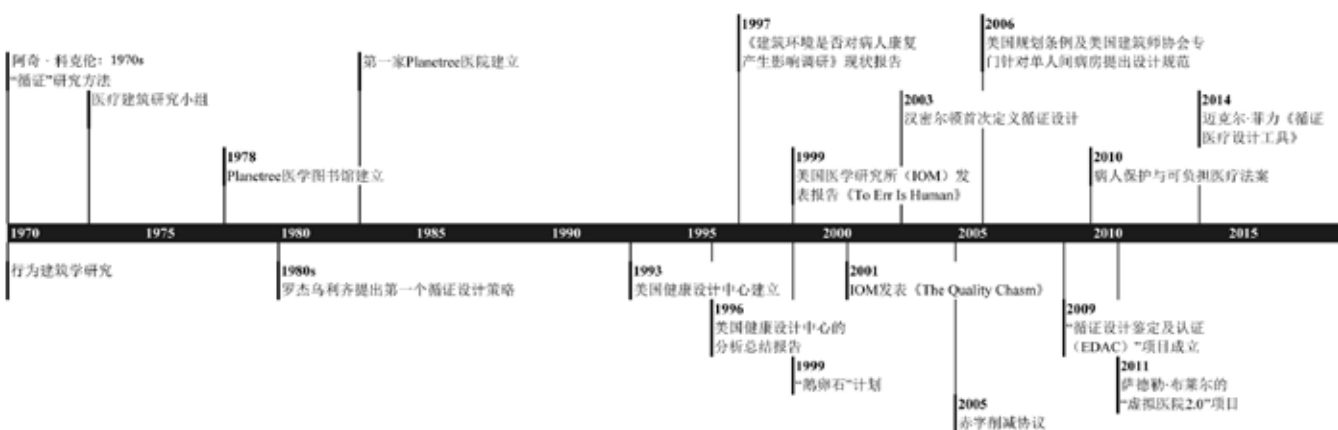 阿奇·科克伦：1970s
“循证”研究方法
医疗建筑研究小组
1978
Planetree医学图书馆建立
第一家Planetree医院建立
1997
《建筑环境是否对病人康复
产生影响调研》现状报告
1999
美国医学研究所（IOM）发
表报告《To Err Is Human》
2003
汉密尔顿首次定义循证设计
2006
美国规划条例及美国建筑师协会专
门针对单人间病房提出设计规范
2010
病人保护与可负担医疗法案
2014
迈克尔·菲力《循证
医疗设计工具》
1970 1975 1980 1985 1990 1995 2000 2005 2010 2015
行为建筑学研究
1980s
罗杰乌利齐提出第一个循证设计策略
1993
美国健康设计中心建立
1996
美国健康设计中心的
分析总结报告
1999
“鹅卵石”计划
2001
IOM发表《The Quality Chasm》
2005
赤字削减协议
2009
“循证设计鉴定及认证
（EDAC）”项目成立
2011
萨德勒·布莱尔的
“虚拟医院2.0”项目